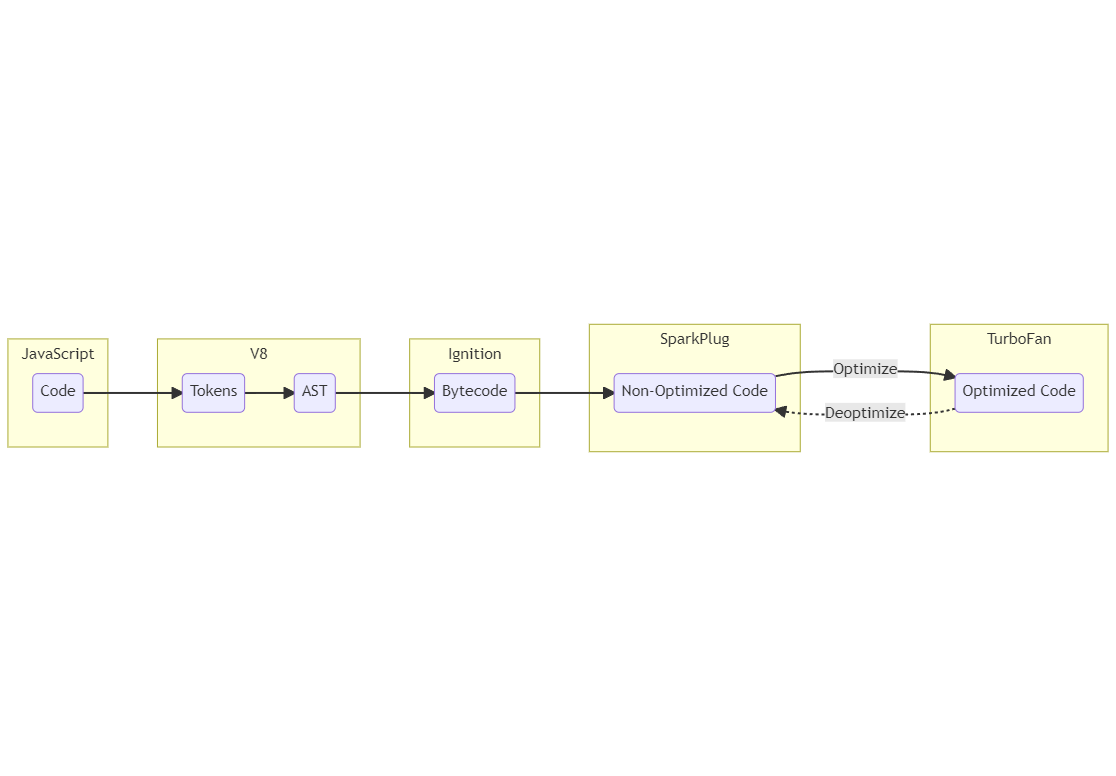 JavaScript
Code
V8
Tokens
AST
Ignition
Bytecode
SparkPlug
Non-Optimized Code
Optimize
Deoptimize
TurboFan
Optimized Code